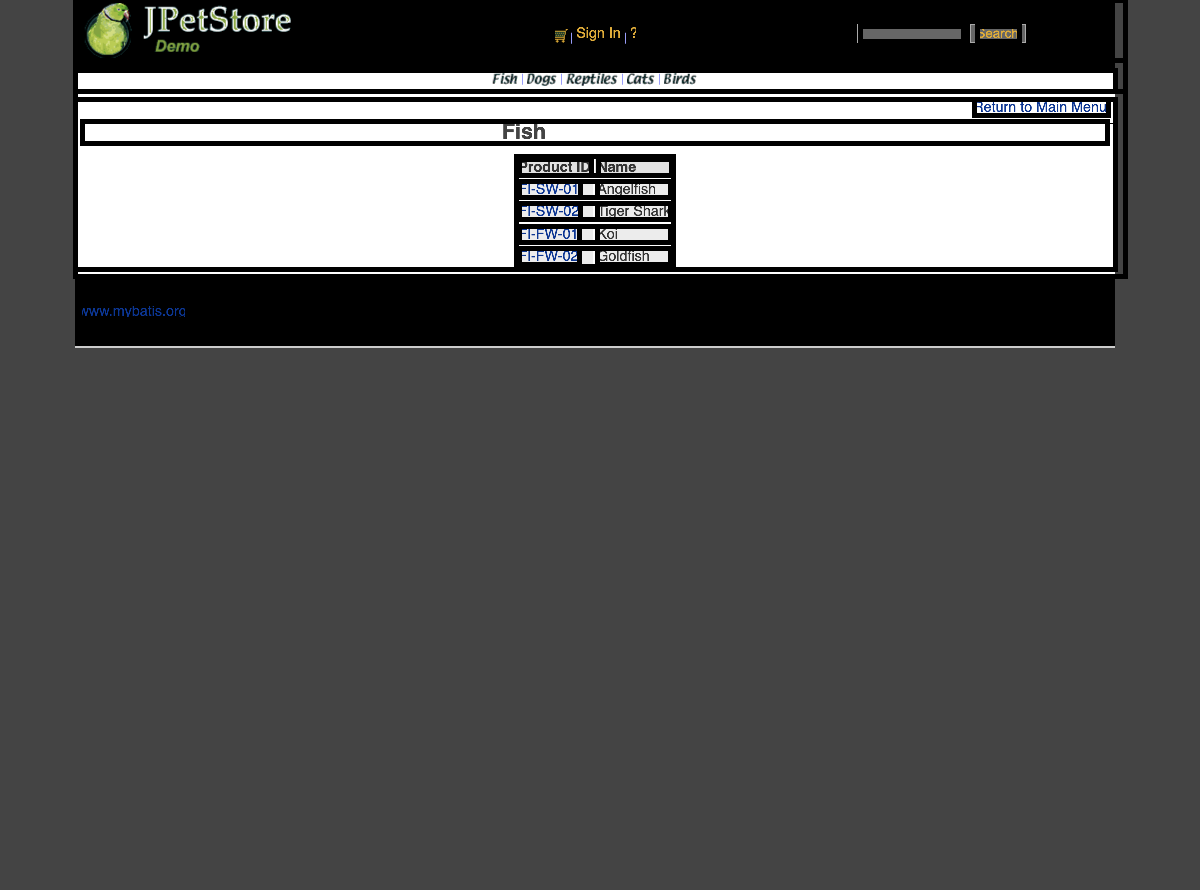 JPetStore
Demo
Sign In | ?
Search
Fish | Dogs | Reptiles | Cats | Birds
Return to Main Menu
Fish
Product ID Name
FI-SW-01 Angelfish
FI-SW-02 Tiger Shark
FI-FW-01 Koi
FI-FW-02 Goldfish
www.mybatis.org